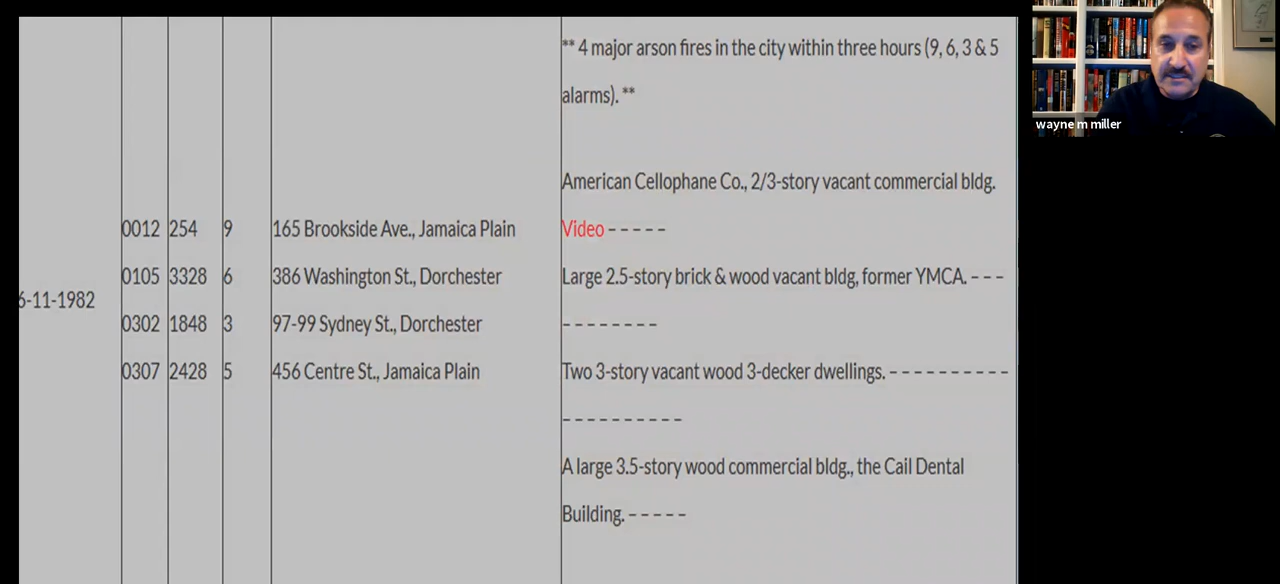 ** 4 major arson fires in the city within three hours (9, 6, 3 & 5
alarms). **
wayne m miller
American Cellophane Co., 2/3-story vacant commercial bldg.
0012 254 9 165 Brookside Ave., Jamaica Plain Video - - - - -
0105 3328 6 386 Washington St., Dorchester Large 2.5-story brick & wood vacant bldg, former YMCA. - - -
6-11-1982
0302 1848 3 97-99 Sydney St., Dorchester - - - - - - - -
0307 2428 5 456 Centre St., Jamaica Plain Two 3-story vacant wood 3-decker dwellings. - - - - - - - - - -
- - - - - - - - - -
A large 3.5-story wood commercial bldg., the Cail Dental
Building. - - - - -